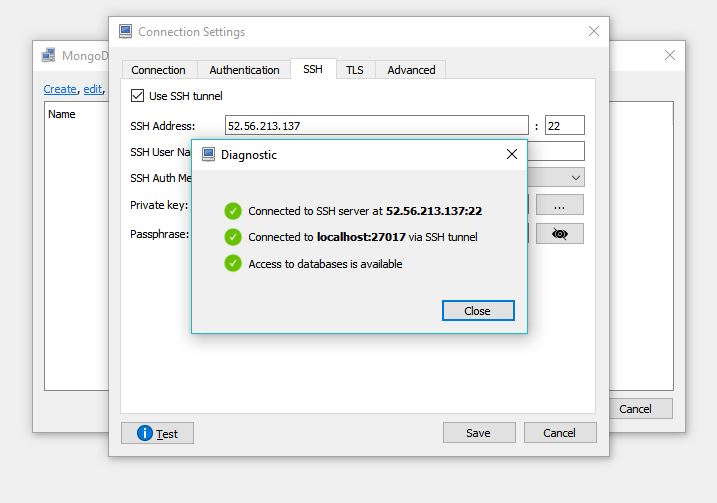 Connection Settings
MongoD
Create, edit,
Name
Connection
Authentication
SSH
TLS
Advanced
Use SSH tunnel
SSH Address:
52.56.213.137
:
22
SSH User Na
SSH Auth Me
Private key:
...
Passphrase:
Diagnostic
Connected to SSH server at 52.56.213.137:22
Connected to localhost:27017 via SSH tunnel
Access to databases is available
Close
Test
Save
Cancel
Cancel